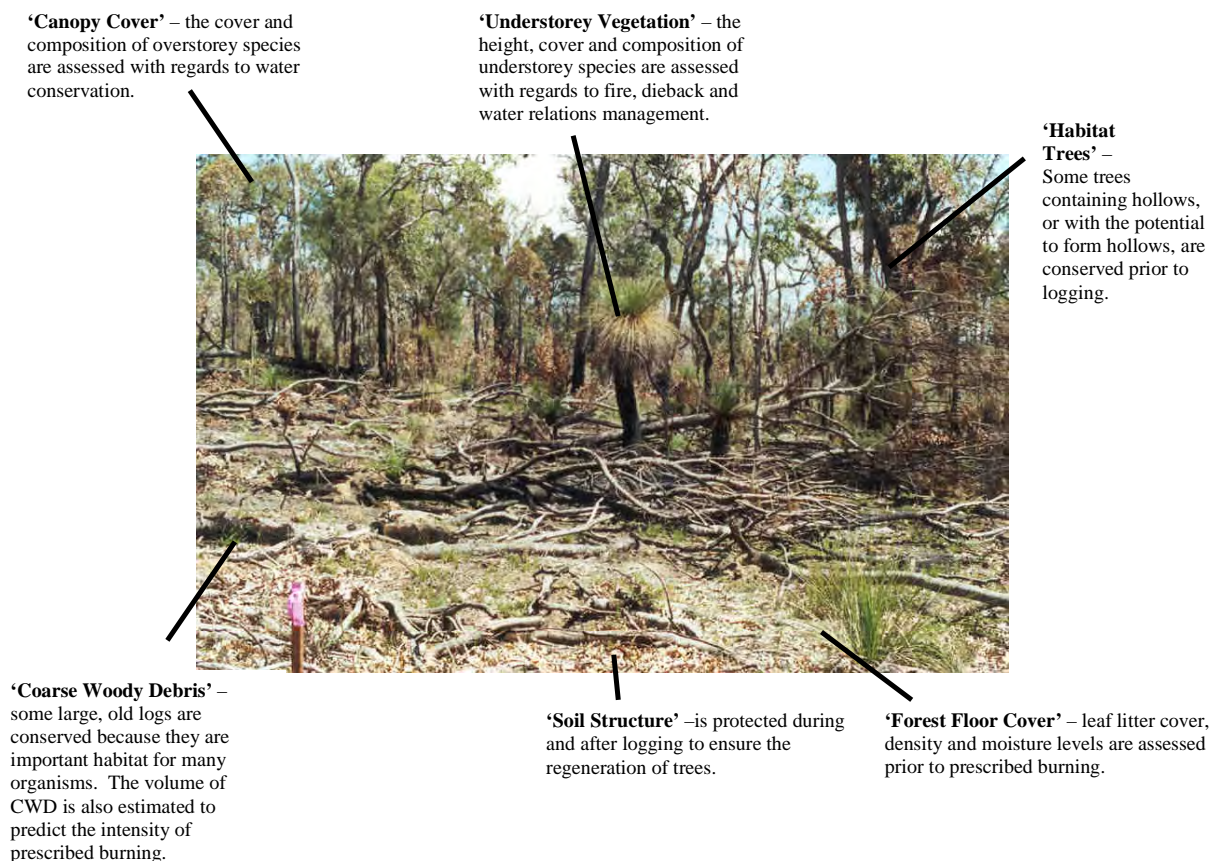 ‘Canopy Cover’ – the cover and
composition of overstorey species
are assessed with regards to water
conservation.
‘Understorey Vegetation’ – the
height, cover and composition of
understorey species are assessed
with regards to fire, dieback and
water relations management.
‘Habitat
Trees’ –
Some trees
containing hollows,
or with the potential
to form hollows, are
conserved prior to
logging.
‘Coarse Woody Debris’ –
some large, old logs are
conserved because they are
important habitat for many
organisms. The volume of
CWD is also estimated to
predict the intensity of
prescribed burning.
‘Soil Structure’ –is protected during
and after logging to ensure the
regeneration of trees.
‘Forest Floor Cover’ – leaf litter cover,
density and moisture levels are assessed
prior to prescribed burning.